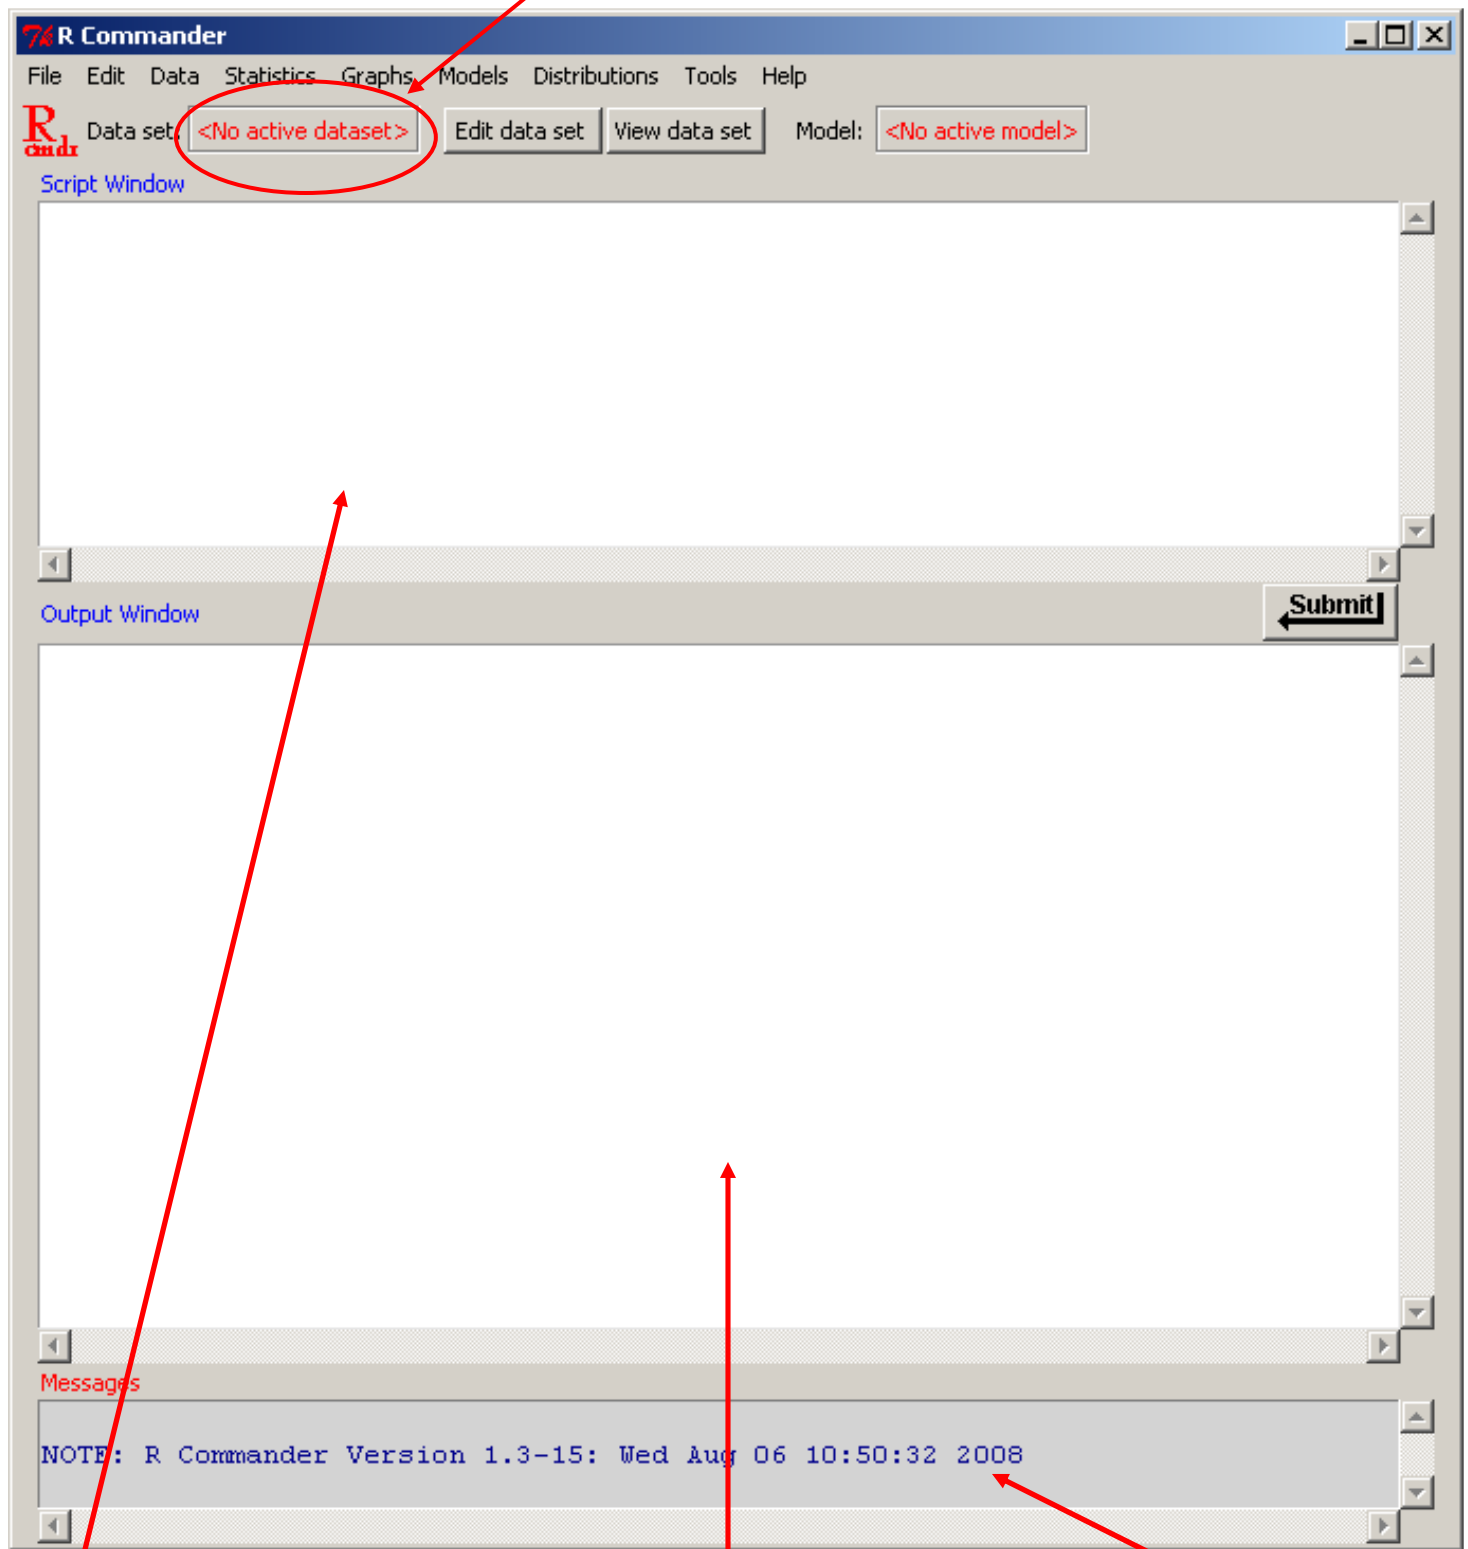 R Commander
File Edit Data Statistics Graphs Models Distributions Tools Help
R cmdr Data set: <No active dataset> Edit data set View data set Model: <No active model>
Script Window
Output Window Submit
Messages
NOTE: R Commander Version 1.3-15: Wed Aug 06 10:50:32 2008